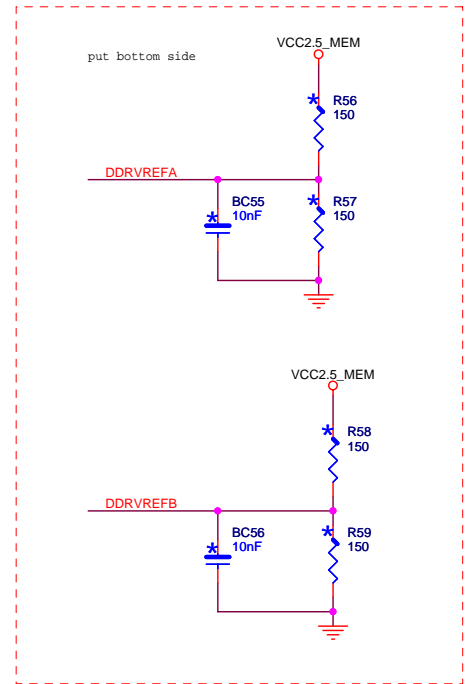 VCC2.5_MEM
put bottom side
* R56
150
DDRVREFA
* R57
150
BC55
* 10nF
VCC2.5_MEM
* R58
150
DDRVREFB
* R59
150
BC56
* 10nF